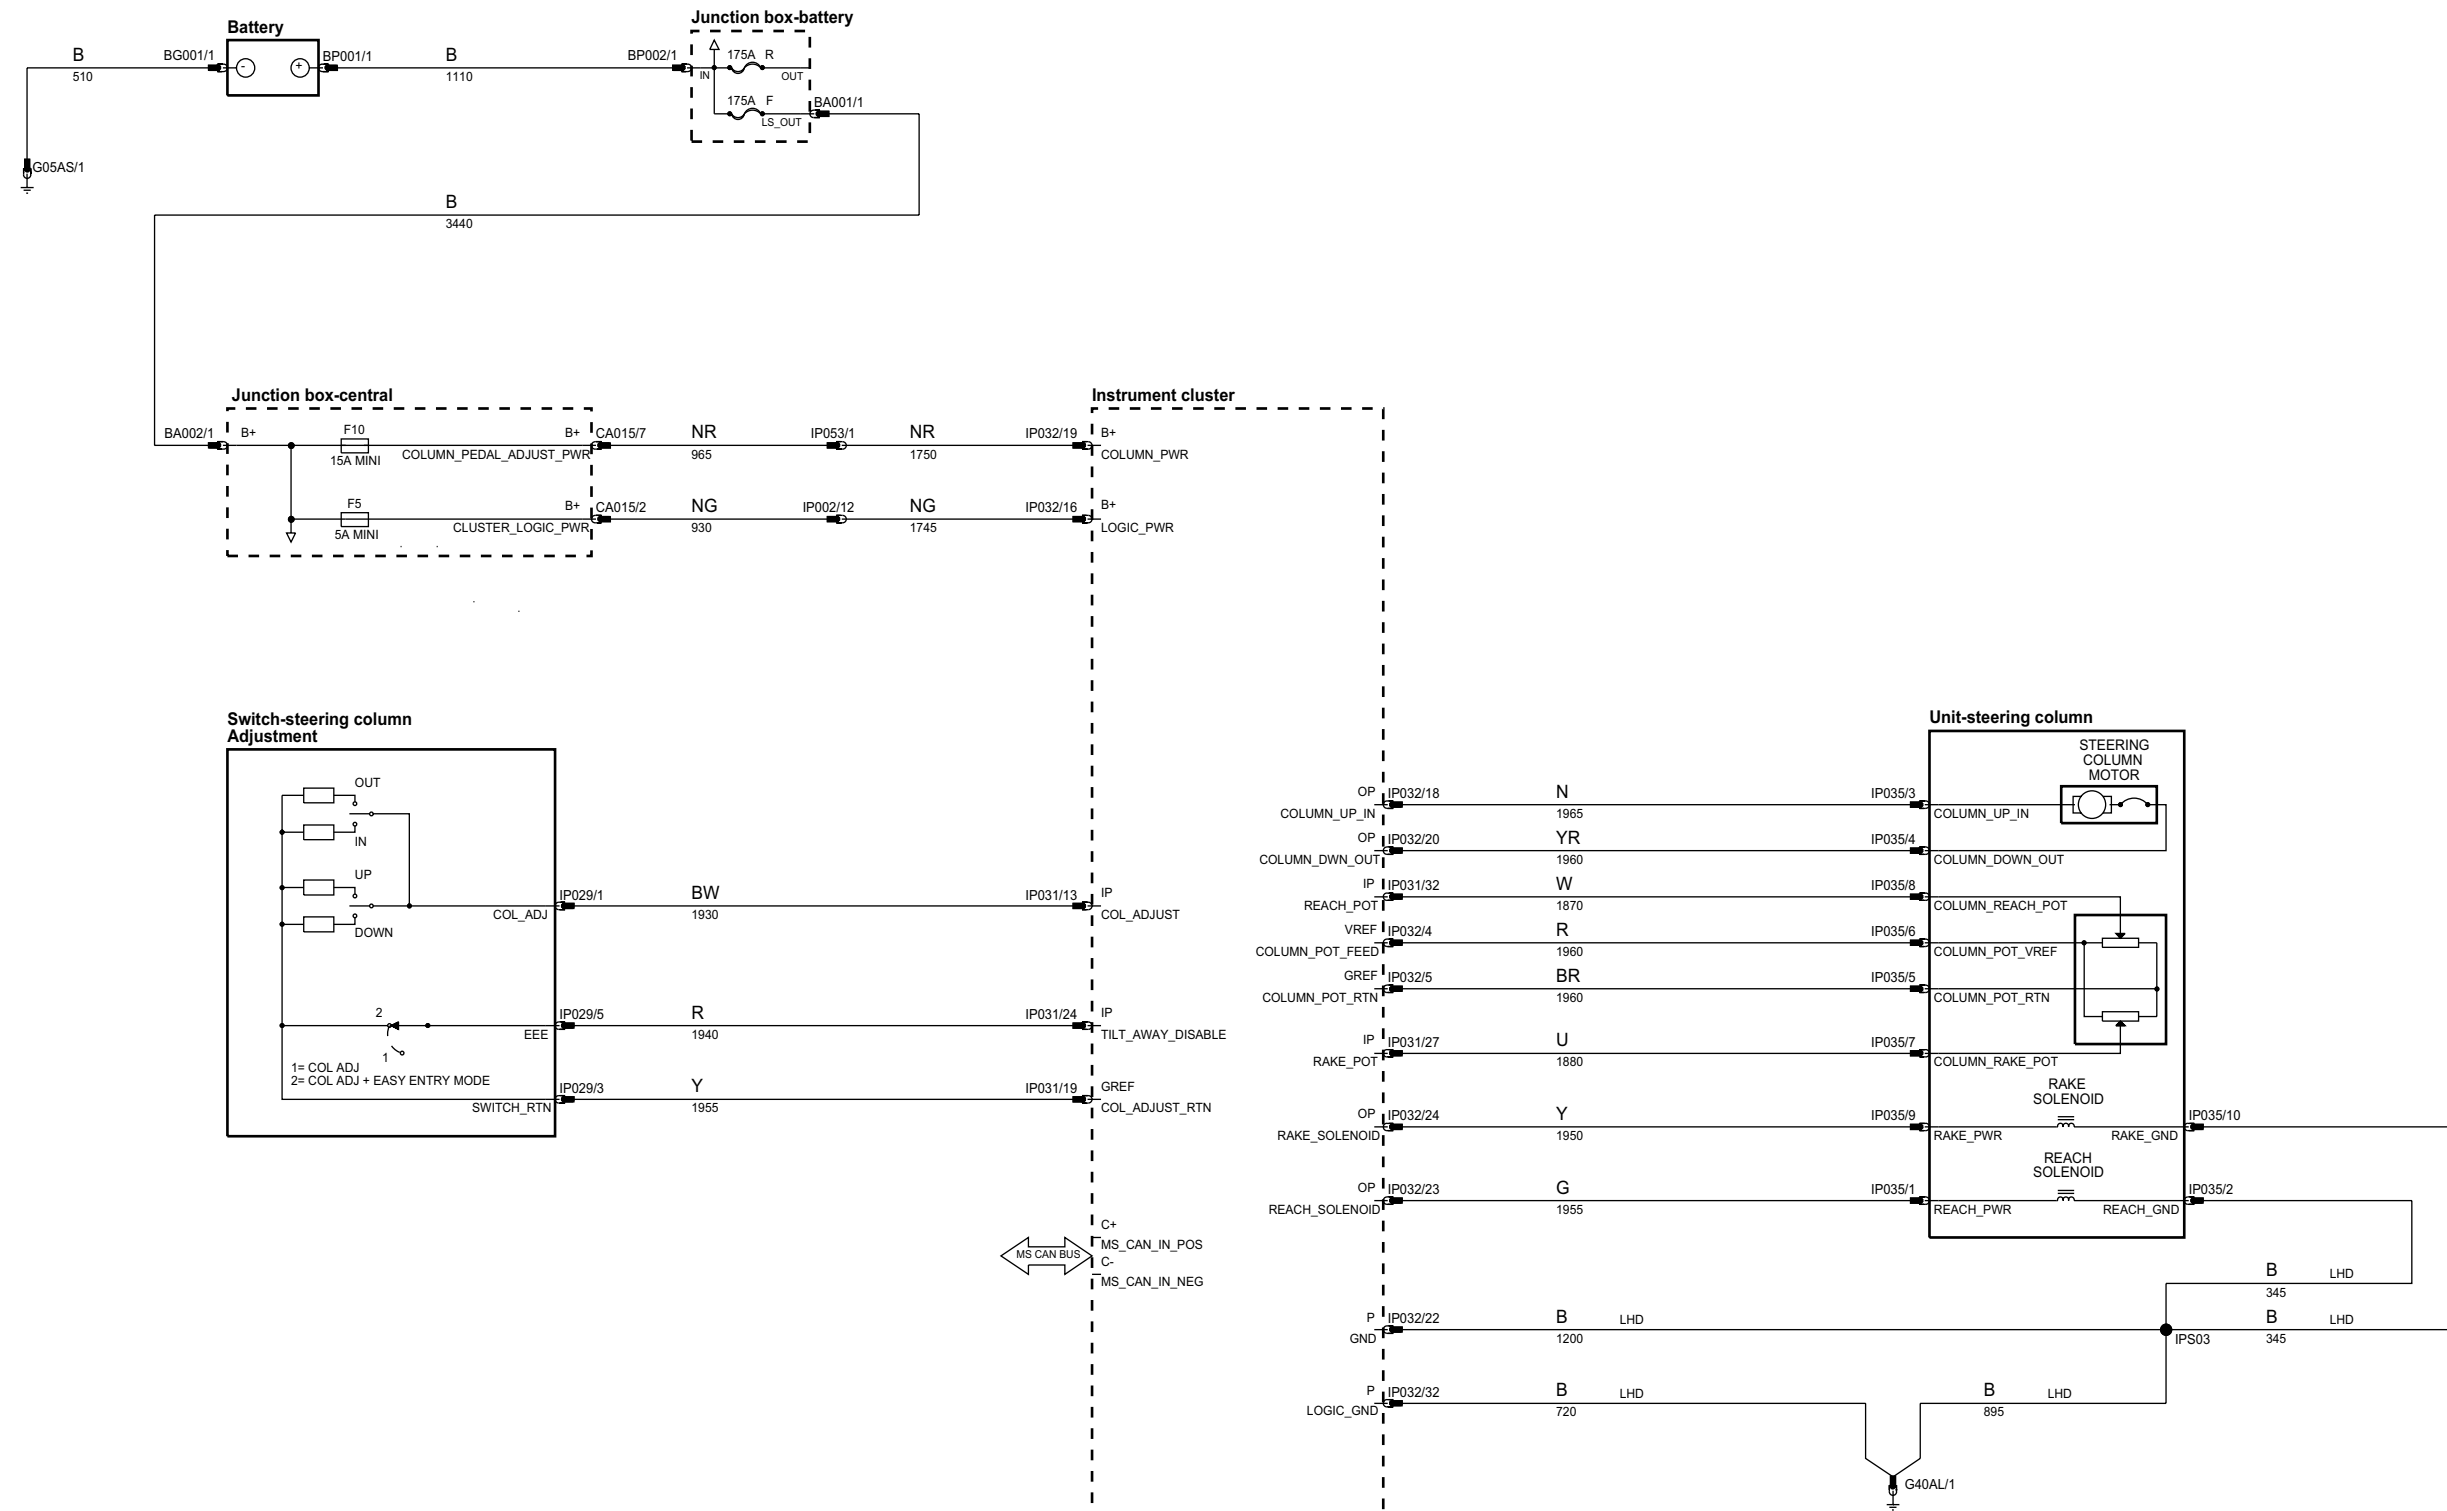 Battery
Junction box-battery
B
510
BG001/1
-
+
BP001/1
B
1110
BP002/1
IN
175A R
OUT
175A F
LS_OUT
BA001/1
G05AS/1
B
3440
Junction box-central
BA002/1
B+
F10
15A MINI
B+
COLUMN_PEDAL_ADJUST_PWR
CA015/7
NR
965
IP053/1
NR
1750
IP032/19
F5
5A MINI
B+
CLUSTER_LOGIC_PWR
CA015/2
NG
930
IP002/12
NG
1745
IP032/16
Instrument cluster
B+
COLUMN_PWR
B+
LOGIC_PWR
Switch-steering column
Adjustment
OUT
IN
UP
DOWN
COL_ADJ
IP029/1
BW
1930
IP031/13
IP
COL_ADJUST
2
1
EEE
1= COL ADJ
2= COL ADJ + EASY ENTRY MODE
IP029/5
R
1940
IP031/24
IP
TILT_AWAY_DISABLE
SWITCH_RTN
IP029/3
Y
1955
IP031/19
GREF
COL_ADJUST_RTN
MS CAN BUS
C+
MS_CAN_IN_POS
C-
MS_CAN_IN_NEG
Unit-steering column
STEERING
COLUMN
MOTOR
OP
COLUMN_UP_IN
IP032/18
N
1965
IP035/3
COLUMN_UP_IN
OP
COLUMN_DWN_OUT
IP032/20
YR
1960
IP035/4
COLUMN_DOWN_OUT
IP
REACH_POT
IP031/32
W
1870
IP035/8
COLUMN_REACH_POT
VREF
COLUMN_POT_FEED
IP032/4
R
1960
IP035/6
COLUMN_POT_VREF
GREF
COLUMN_POT_RTN
IP032/5
BR
1960
IP035/5
COLUMN_POT_RTN
IP
RAKE_POT
IP031/27
U
1880
IP035/7
COLUMN_RAKE_POT
RAKE
SOLENOID
OP
RAKE_SOLENOID
IP032/24
Y
1950
IP035/9
RAKE_PWR
RAKE_GND
IP035/10
REACH
SOLENOID
OP
REACH_SOLENOID
IP032/23
G
1955
IP035/1
REACH_PWR
REACH_GND
IP035/2
B
LHD
345
P
GND
IP032/22
B
LHD
1200
IPS03
B
LHD
345
P
LOGIC_GND
IP032/32
B
LHD
720
B
LHD
895
G40AL/1